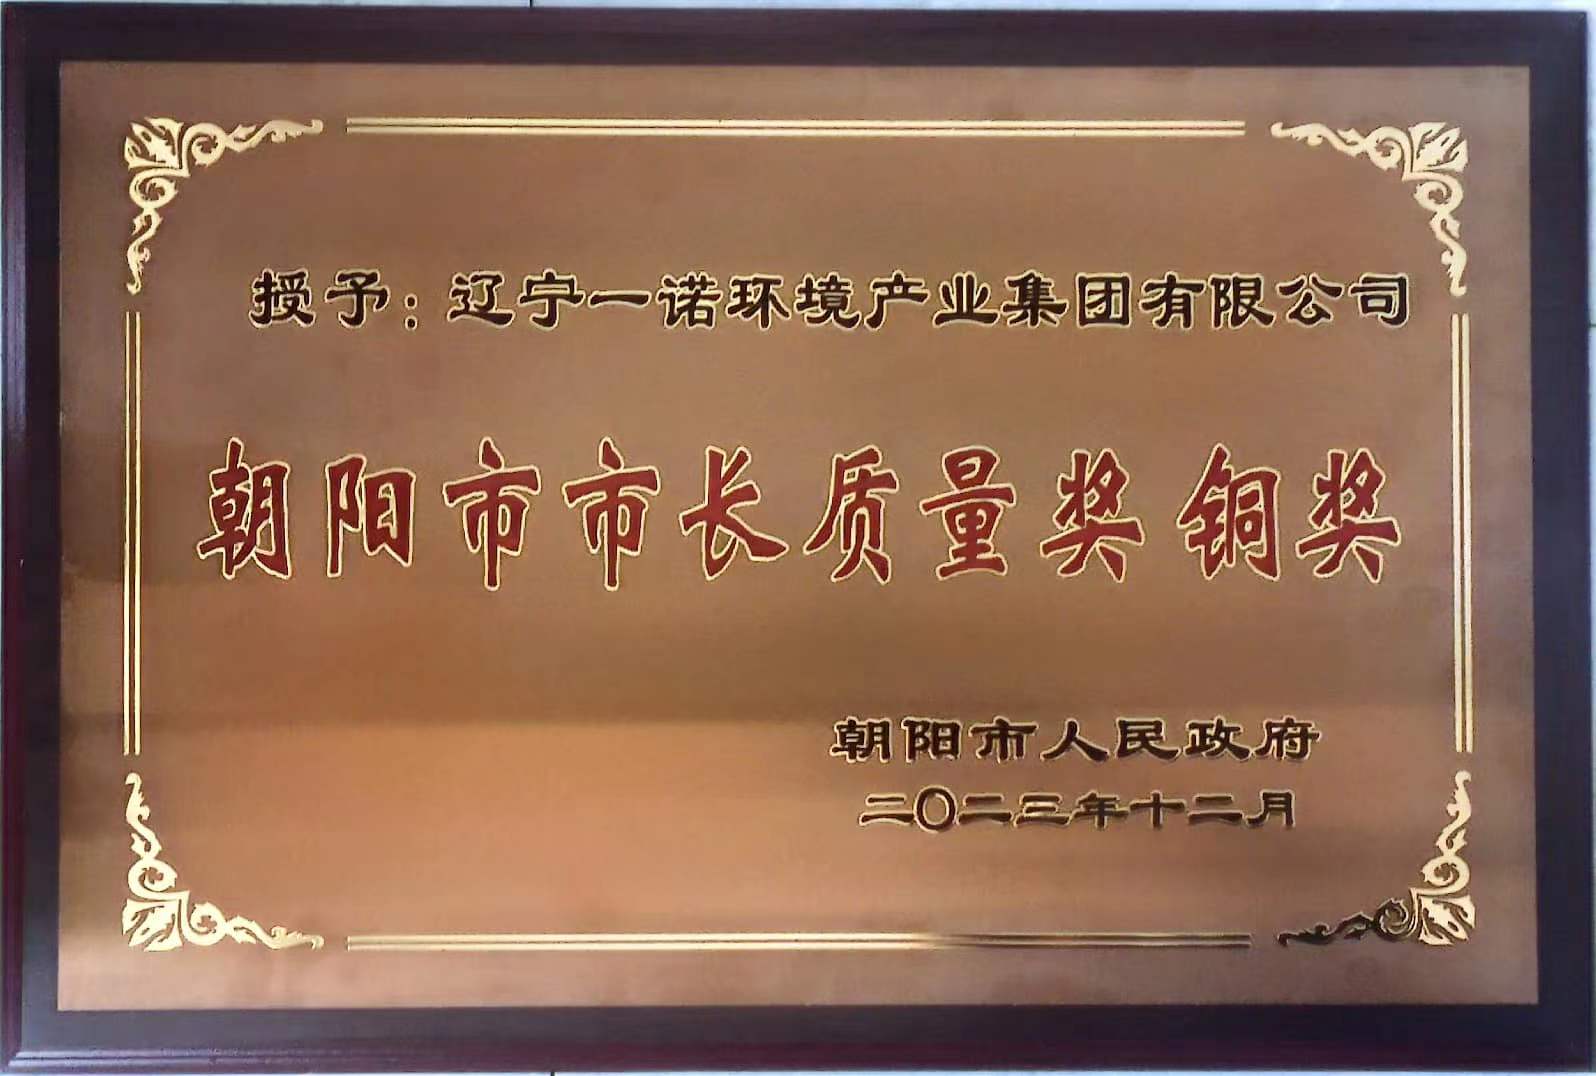 授予：辽宁一诺环境产业集团有限公司
朝阳市市长质量奖 铜奖
朝阳市人民政府
二〇二三年十二月